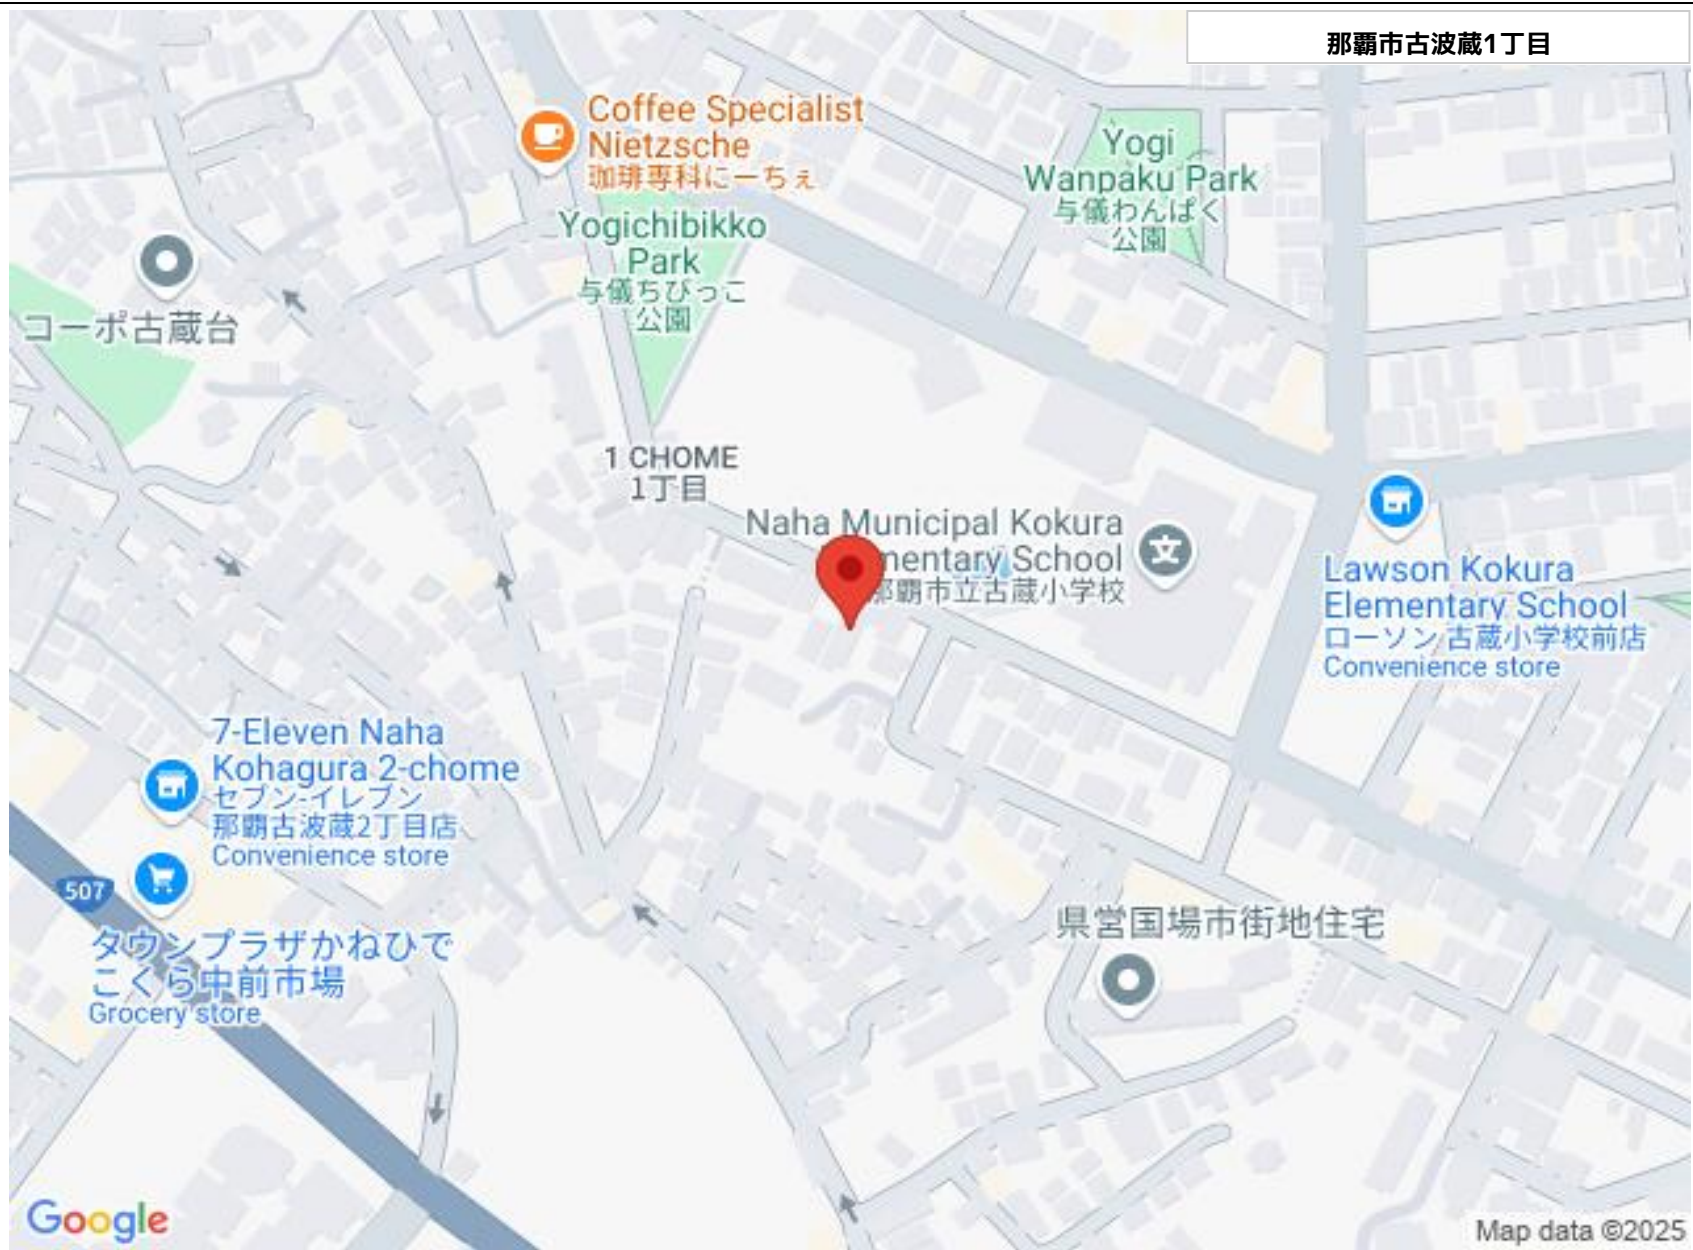 那覇市古波蔵1丁目
Coffee Specialist
Nietzsche
珈琲専科にーちぇ
Yogi
Wanpaku Park
与儀わんぱく
公園
Yogichibikko
Park
与儀ちびっこ
公園
コーポ古蔵台
1 CHOME
1丁目
Naha Municipal Kokura
mentary School
那覇市立古蔵小学校
文
Lawson Kokura
Elementary School
ローソン 古蔵小学校前店
Convenience store
7-Eleven Naha
Kohagura 2-chome
セブン-イレブン
那覇古波蔵2丁目店
Convenience store
507
タウンプラザかねひで
こくら中前市場
Grocery store
県営国場市街地住宅
Google
Map data ©2025